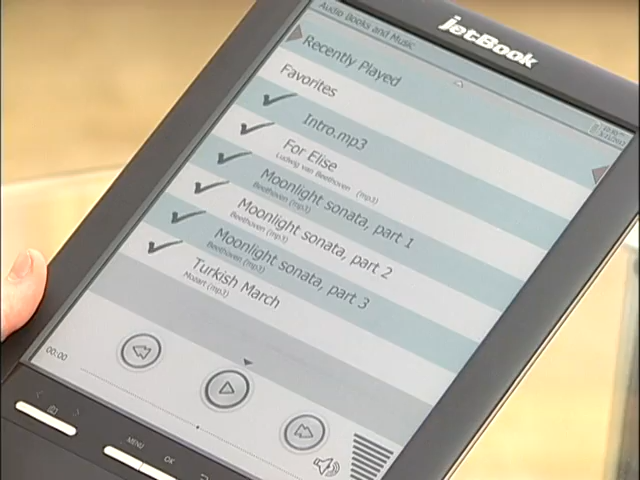 jetBook
Audio Books and Music
Recently Played
Favorites
Intro.mp3
For Elise
Ludwig van Beethoven (mp3)
Moonlight sonata, part 1
Beethoven (mp3)
Moonlight sonata, part 2
Beethoven (mp3)
Moonlight sonata, part 3
Beethoven (mp3)
Turkish March
Mozart (mp3)
00:00
MENU
OK